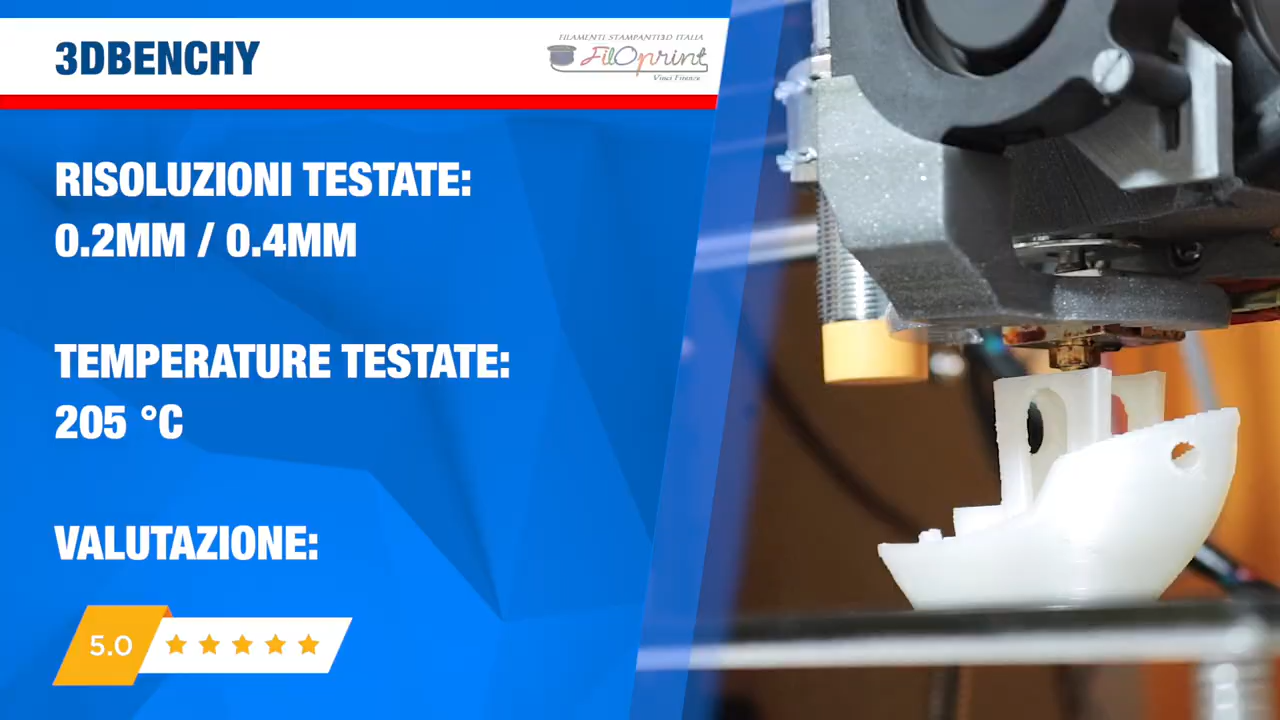 3DBENCHY
FILAMENTI STAMPANTI3D ITALIA
FilOprint
Vinci Firenze
RISOLUZIONI TESTATE:
0.2MM / 0.4MM
TEMPERATURE TESTATE:
205 °C
VALUTAZIONE:
5.0